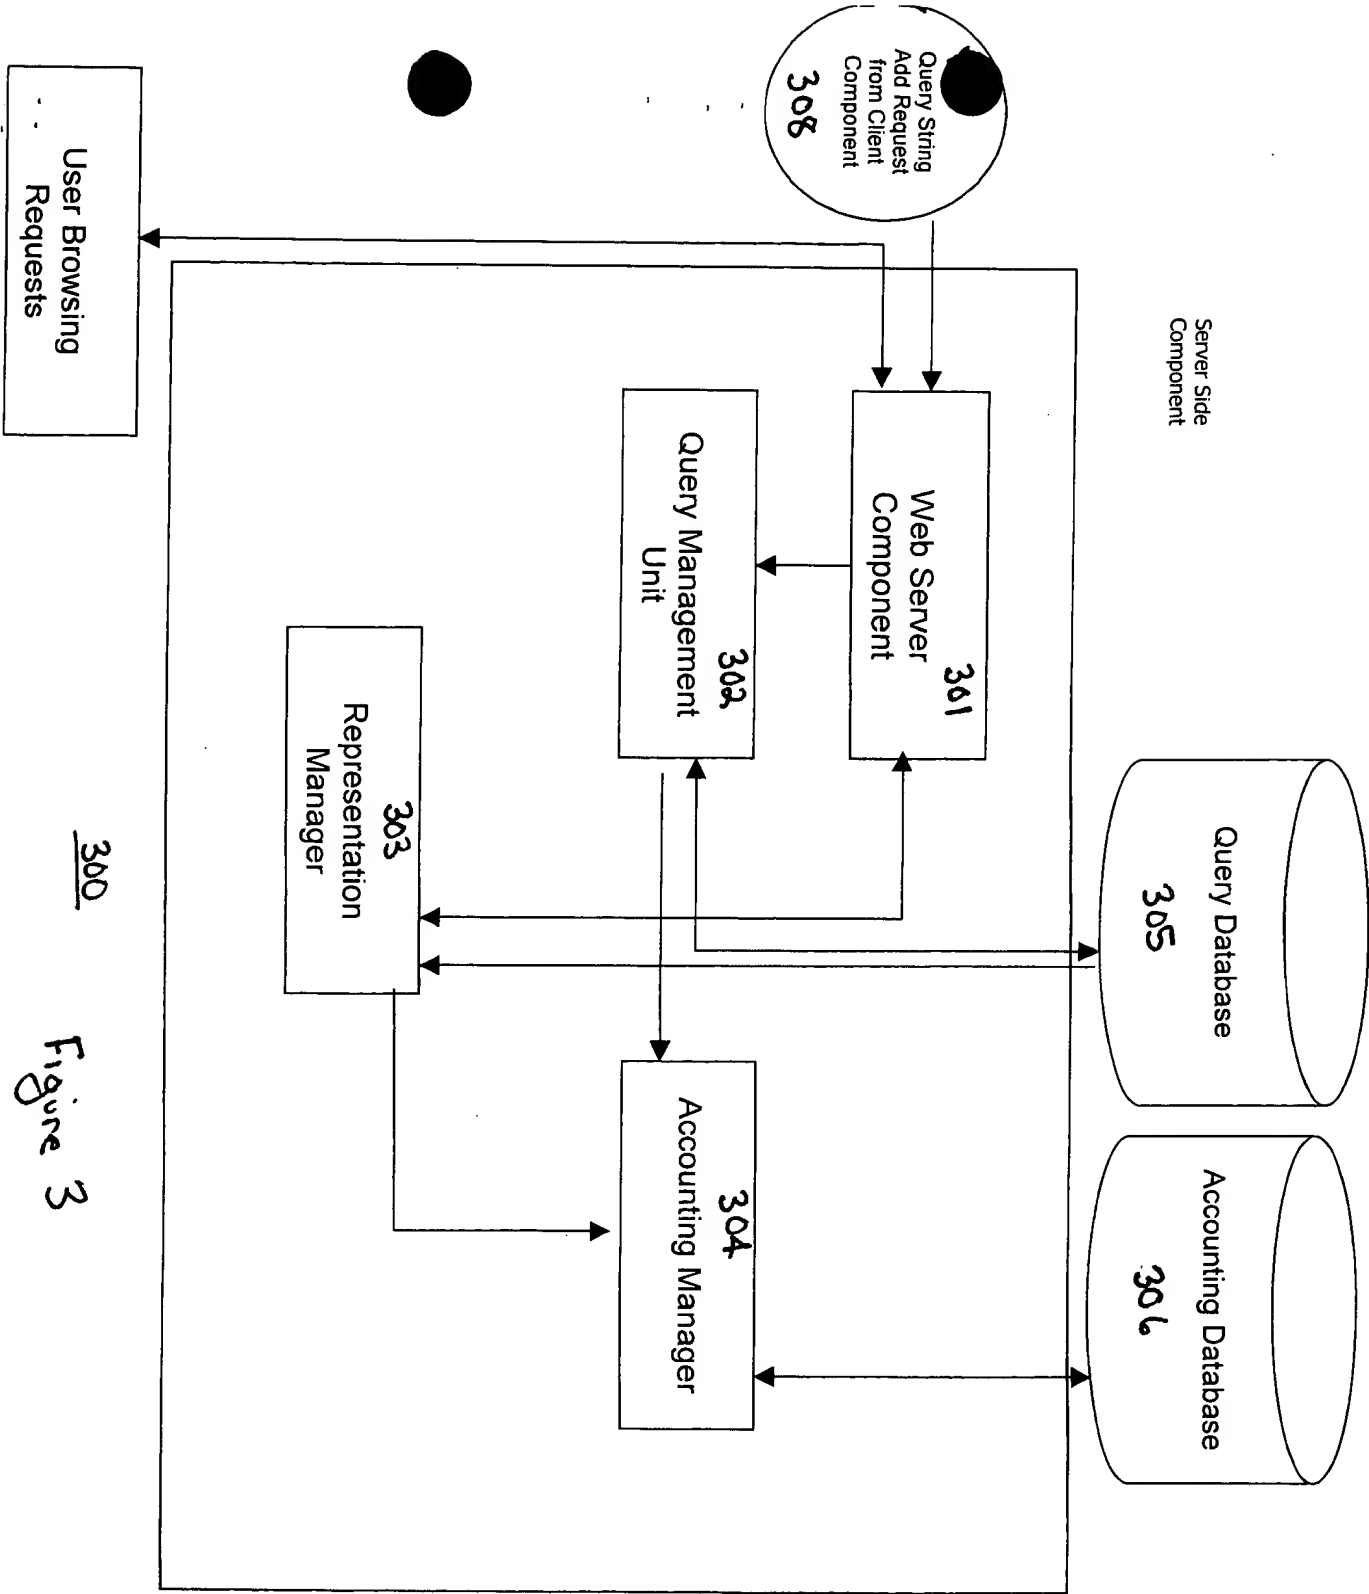 Server Side
Component
Query Database
305
Accounting Database
306
Query String
Add Request
from Client
Component
308
301
Web Server
Component
302
Query Management
Unit
304
Accounting Manager
303
Representation
Manager
User Browsing
Requests
300
Figure 3